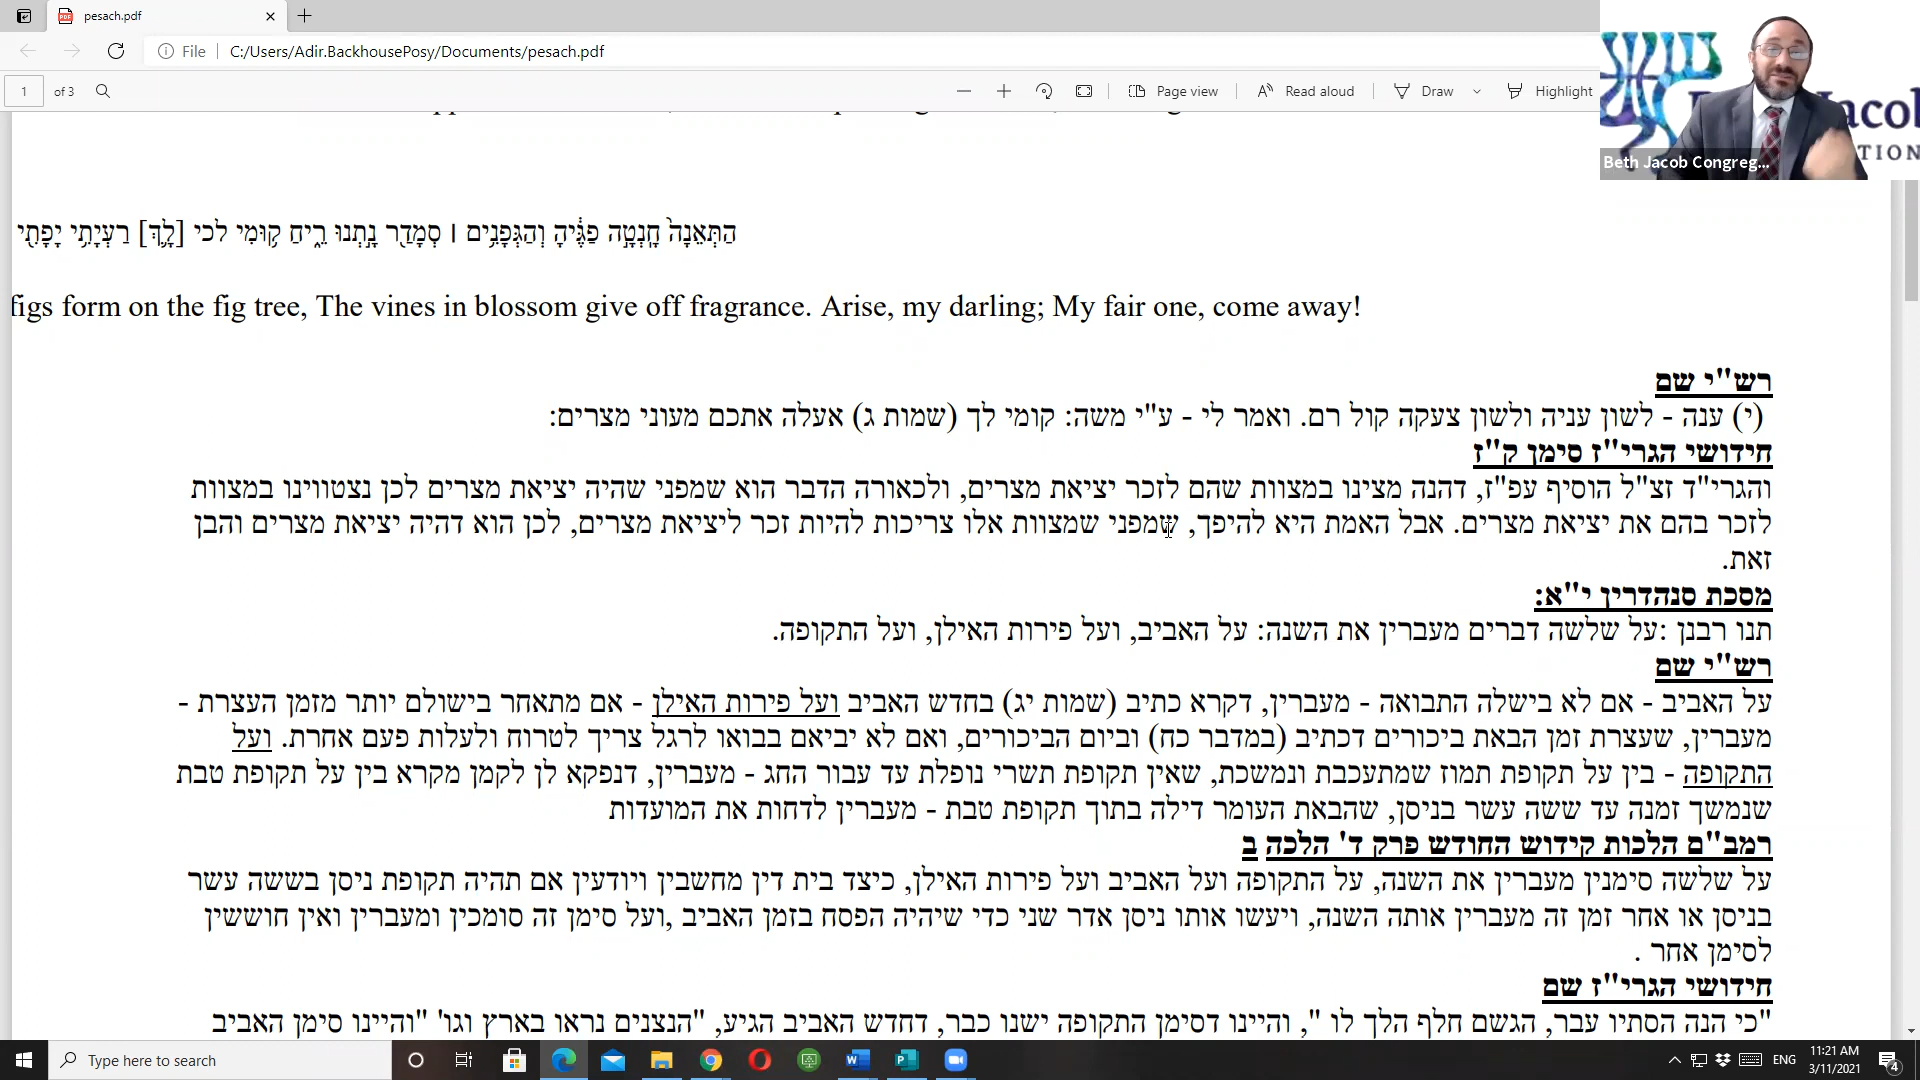 pesach.pdf
File
C:/Users/Adir.BackhousePosy/Documents/pesach.pdf
1 of 3
Page view
Read aloud
Draw
Highlight
Beth Jacob Congreg...
acob
TION
הַתְּאֵנָה֙ חָֽנְטָ֣ה פַגֶּ֔יהָ וְהַגְּפָנִ֥ים ׀ סְמָדַ֖ר נָ֣תְנוּ רֵ֑יחַ ק֥וּמִי לכי [לָ֛ךְ] רַעְיָתִ֥י יָפָתִ֖י
figs form on the fig tree, The vines in blossom give off fragrance. Arise, my darling; My fair one, come away!
רש"י שם
(י) ענה - לשון עניה ולשון צעקה קול רם. ואמר לי - ע"י משה: קומי לך (שמות ג) אעלה אתכם מעוני מצרים:
חידושי הגרי"ז סימן ק"ז
והגרי"ד זצ"ל הוסיף עפ"ז, דהנה מצינו במצוות שהם לזכר יציאת מצרים, ולכאורה הדבר הוא שמפני שהיה יציאת מצרים לכן נצטווינו במצוות
לזכר בהם את יציאת מצרים. אבל האמת היא להיפך, שמפני שמצוות אלו צריכות להיות זכר ליציאת מצרים, לכן הוא דהיה יציאת מצרים והבן
זאת.
מסכת סנהדרין י"א:
תנו רבנן :על שלשה דברים מעברין את השנה: על האביב, ועל פירות האילן, ועל התקופה.
רש"י שם
על האביב - אם לא בישלה התבואה - מעברין, דקרא כתיב (שמות יג) בחדש האביב ועל פירות האילן - אם מתאחר בישולם יותר מזמן העצרת -
מעברין, שעצרת זמן הבאת ביכורים דכתיב (במדבר כח) וביום הביכורים, ואם לא יביאם בבואו לרגל צריך לטרוח ולעלות פעם אחרת. ועל
התקופה - בין על תקופת תמוז שמתעכבת ונמשכת, שאין תקופת תשרי נופלת עד עבור החג - מעברין, דנפקא לן לקמן מקרא בין על תקופת טבת
שנמשך זמנה עד ששה עשר בניסן, שהבאת העומר דילה בתוך תקופת טבת - מעברין לדחות את המועדות
רמב"ם הלכות קידוש החודש פרק ד' הלכה ב
על שלשה סימנין מעברין את השנה, על התקופה ועל האביב ועל פירות האילן, כיצד בית דין מחשבין ויודעין אם תהיה תקופת ניסן בששה עשר
בניסן או אחר זמן זה מעברין אותה השנה, ויעשו אותו ניסן אדר שני כדי שיהיה הפסח בזמן האביב ,ועל סימן זה סומכין ומעברין ואין חוששין
לסימן אחר .
חידושי הגרי"ז שם
"כי הנה הסתיו עבר, הגשם חלף הלך לו ", והיינו דסימן התקופה ישנו כבר, דחדש האביב הגיע, "הנצנים נראו בארץ וגו' "והיינו סימן האביב
Type here to search
ENG
11:21 AM
3/11/2021
4